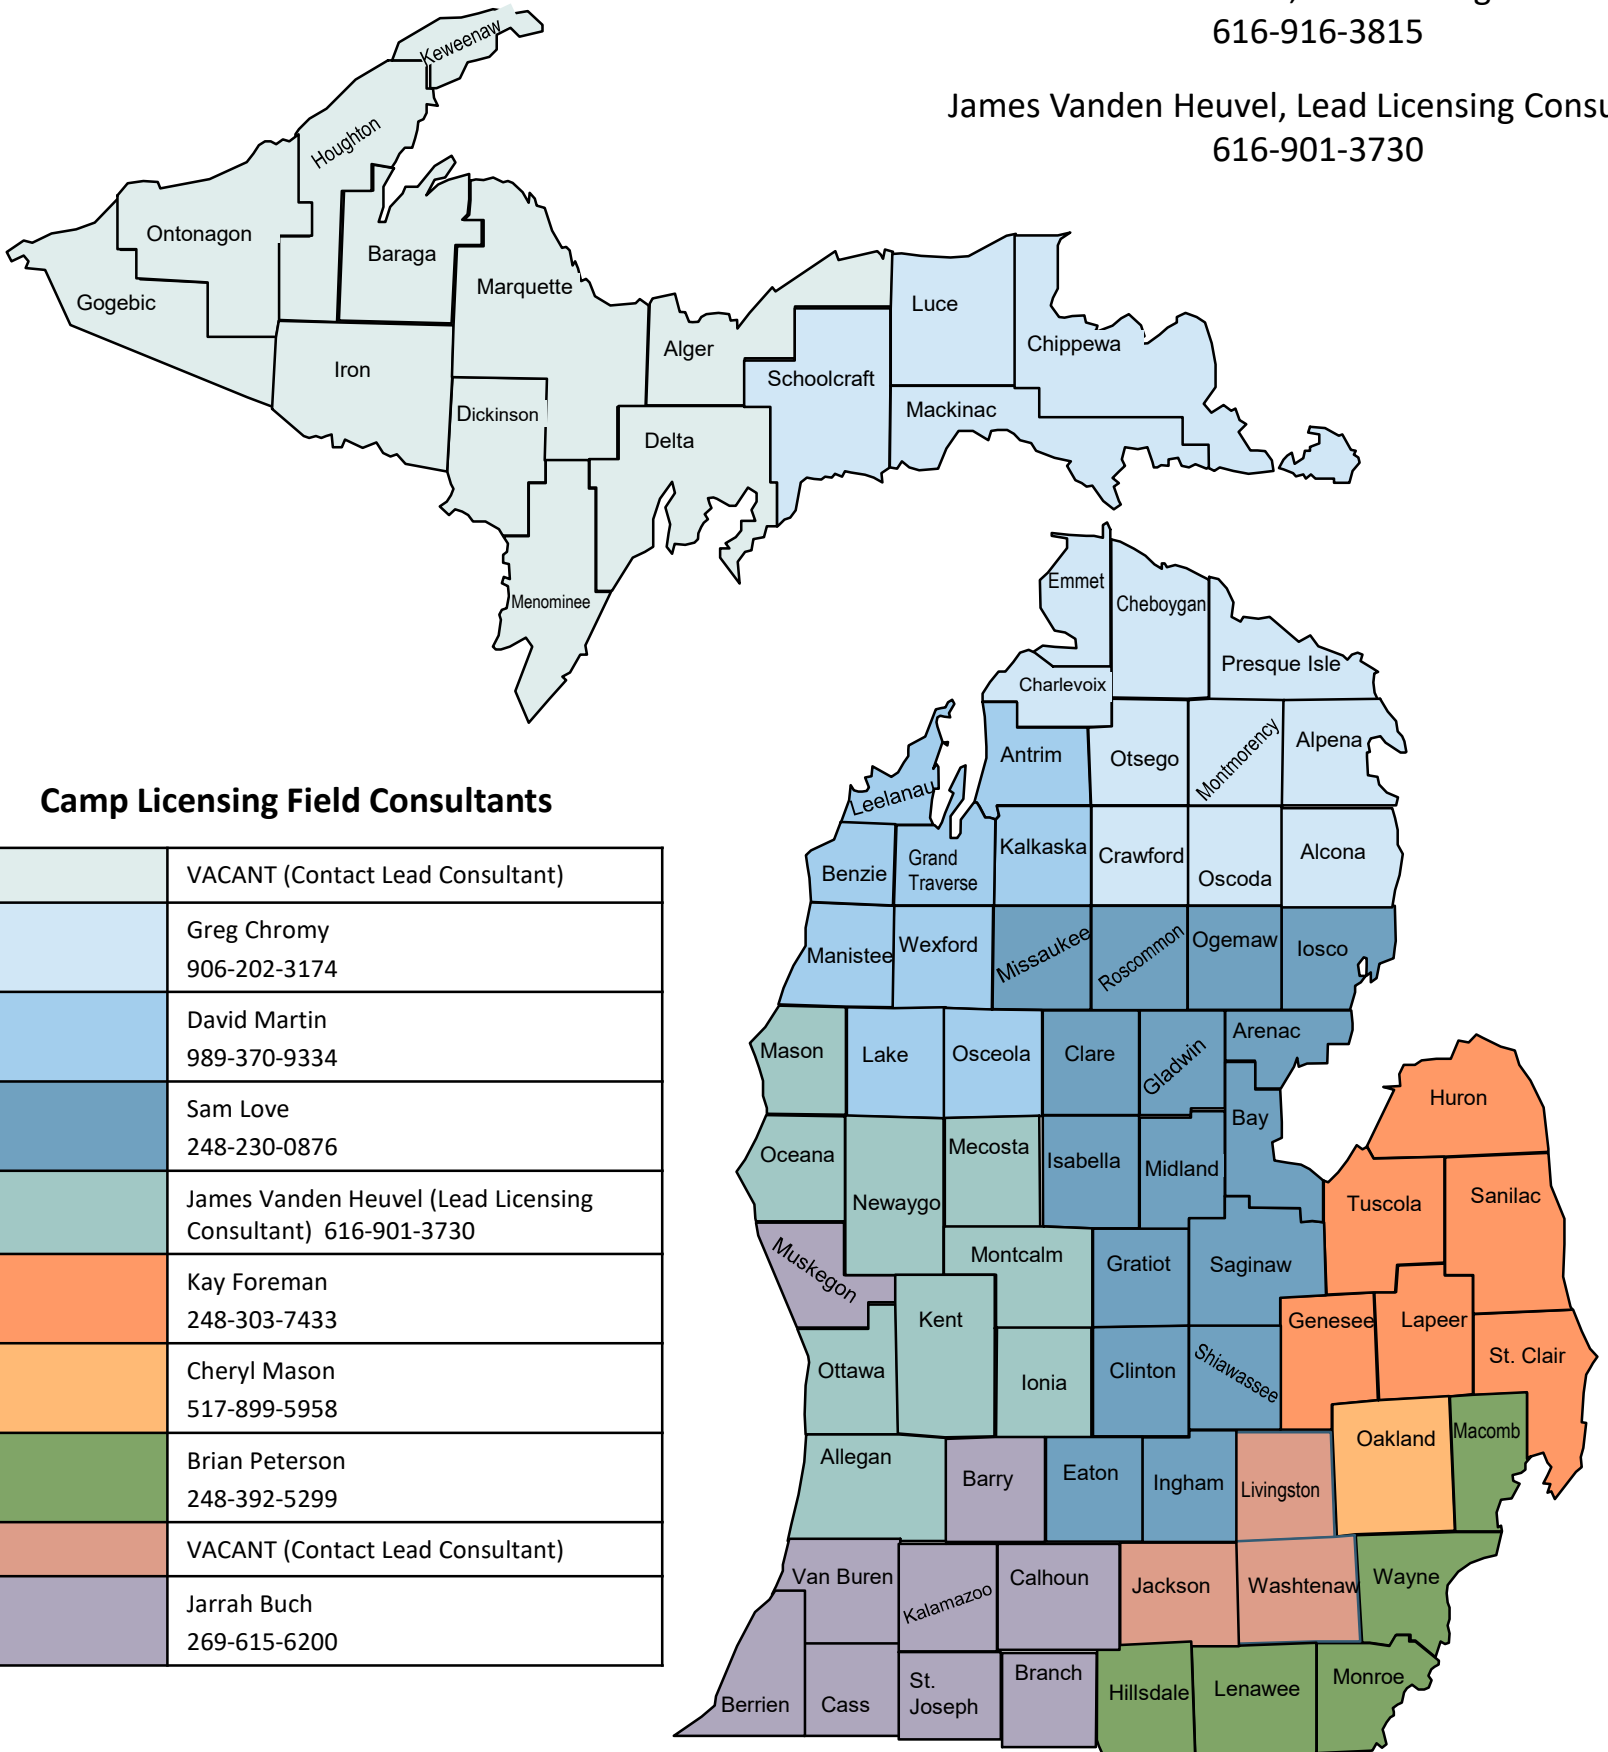 616-916-3815
James Vanden Heuvel, Lead Licensing
616-901-3730
Keweenaw
Houghton
Ontonagon
Baraga
Gogebic
Marquette
Iron
Dickinson
Alger
Delta
Menominee
Luce
Schoolcraft
Chippewa
Mackinac
Emmet
Cheboygan
Presque Isle
Charlevoix
Antrim
Otsego
Montmorency
Alpena
Leelanau
Benzie
Grand
Traverse
Kalkaska
Crawford
Oscoda
Alcona
Manistee
Wexford
Missaukee
Roscommon
Ogemaw
Iosco
Mason
Lake
Osceola
Clare
Gladwin
Arenac
Huron
Oceana
Newaygo
Mecosta
Isabella
Midland
Bay
Tuscola
Sanilac
Muskegon
Montcalm
Gratiot
Saginaw
Kent
Genesee
Lapeer
St. Clair
Ottawa
Ionia
Clinton
Shiawassee
Oakland
Macomb
Allegan
Barry
Eaton
Ingham
Livingston
Van Buren
Kalamazoo
Calhoun
Jackson
Washtenaw
Wayne
Berrien
Cass
St.
Joseph
Branch
Hillsdale
Lenawee
Monroe
Camp Licensing Field Consultants
VACANT (Contact Lead Consultant)
Greg Chromy
906-202-3174
David Martin
989-370-9334
Sam Love
248-230-0876
James Vanden Heuvel (Lead Licensing
Consultant) 616-901-3730
Kay Foreman
248-303-7433
Cheryl Mason
517-899-5958
Brian Peterson
248-392-5299
VACANT (Contact Lead Consultant)
Jarrah Buch
269-615-6200